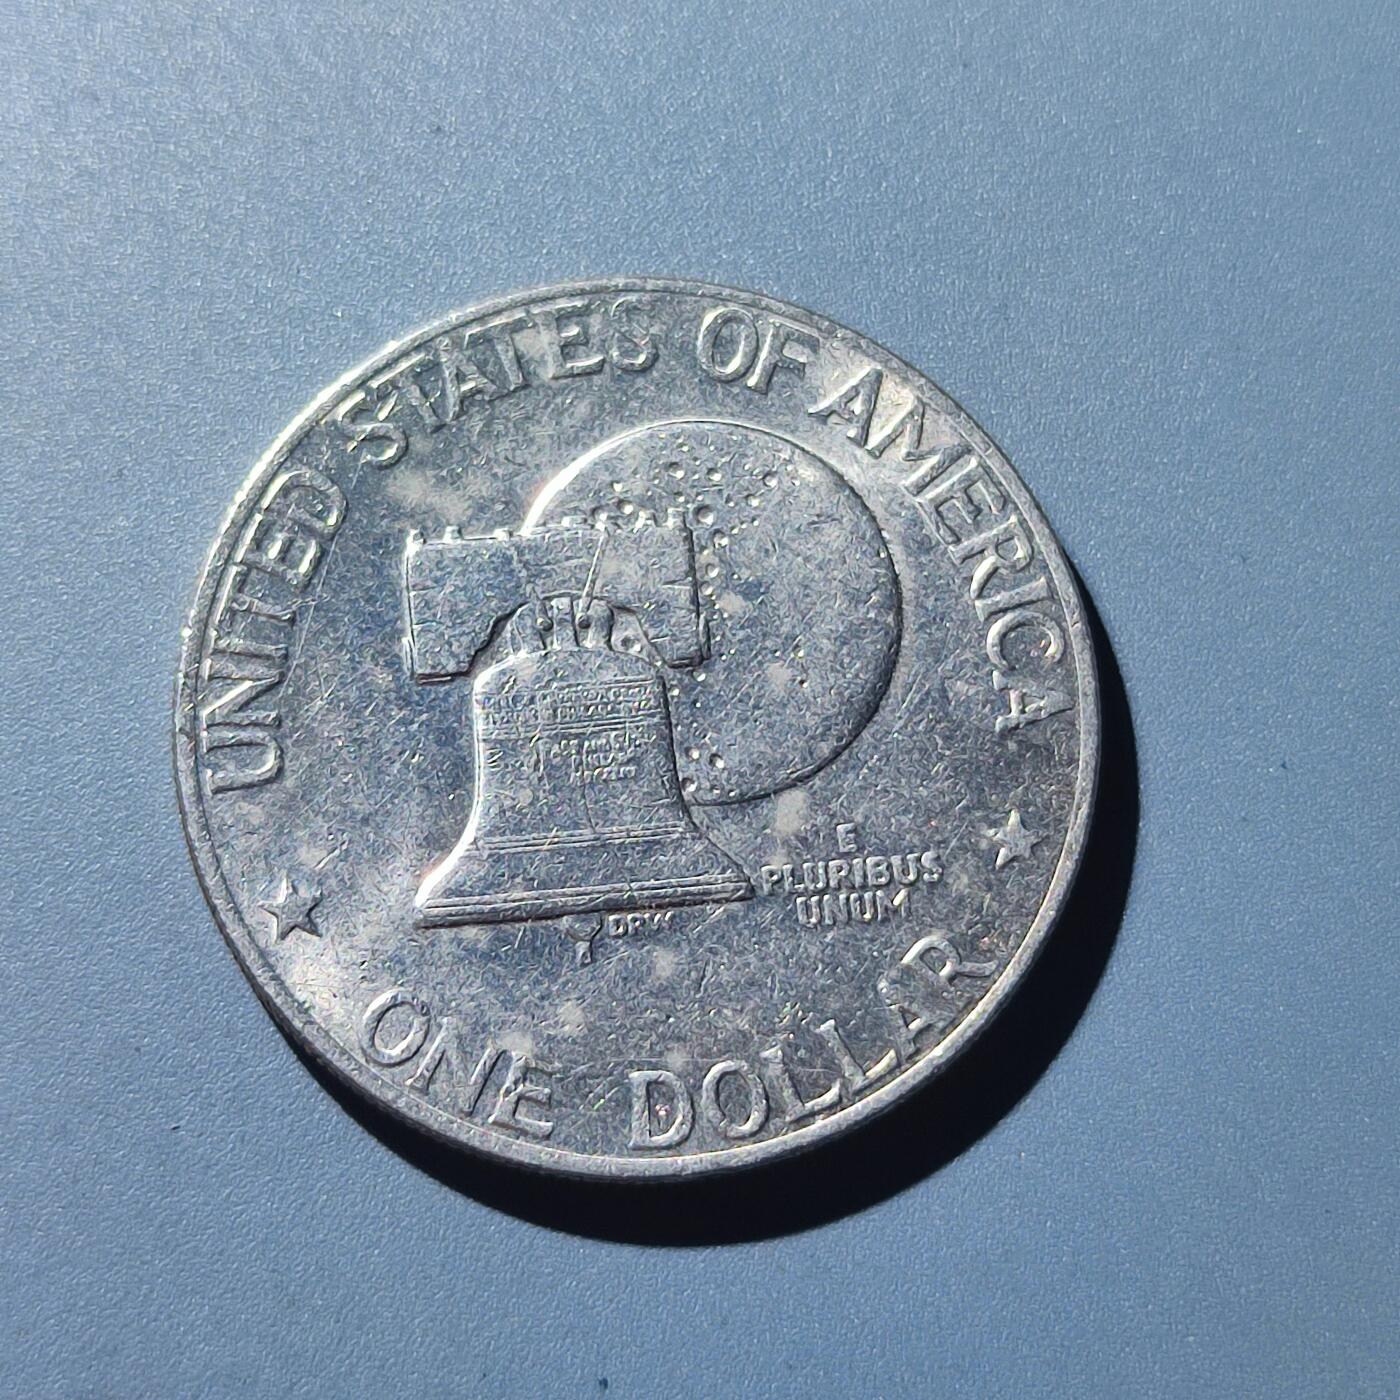 UNITED STATES OF AMERICA
E
PLURIBUS
UNUM
DRW
ONE DOLLAR